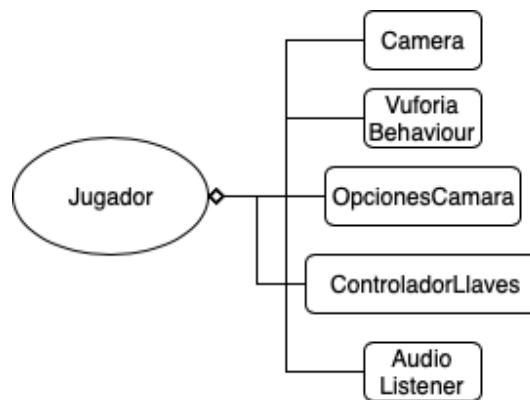 Camera
Vuforia
Behaviour
Jugador
OpcionesCamara
ControladorLlaves
Audio
Listener